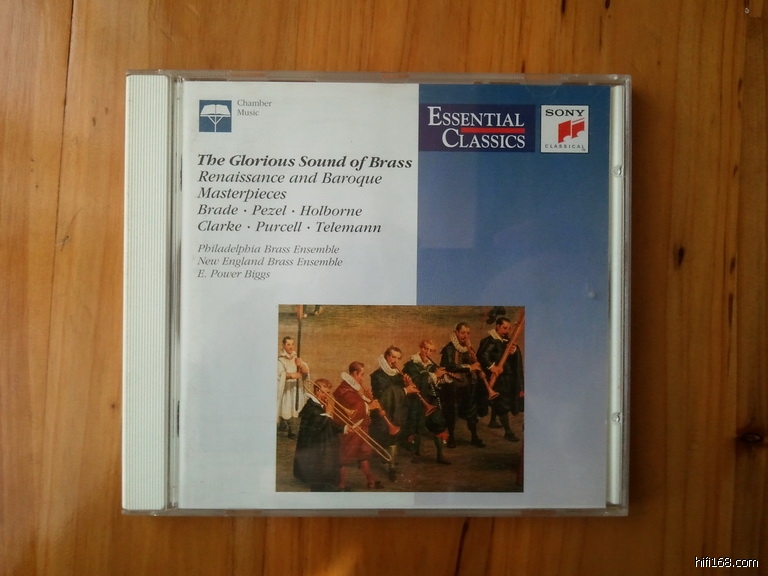 Chamber
Music
ESSENTIAL
CLASSICS
SONY
CLASSICAL
The Glorious Sound of Brass
Renaissance and Baroque
Masterpieces
Brade · Pezel · Holborne
Clarke · Purcell · Telemann
Philadelphia Brass Ensemble
New England Brass Ensemble
E. Power Biggs
hifi168.com